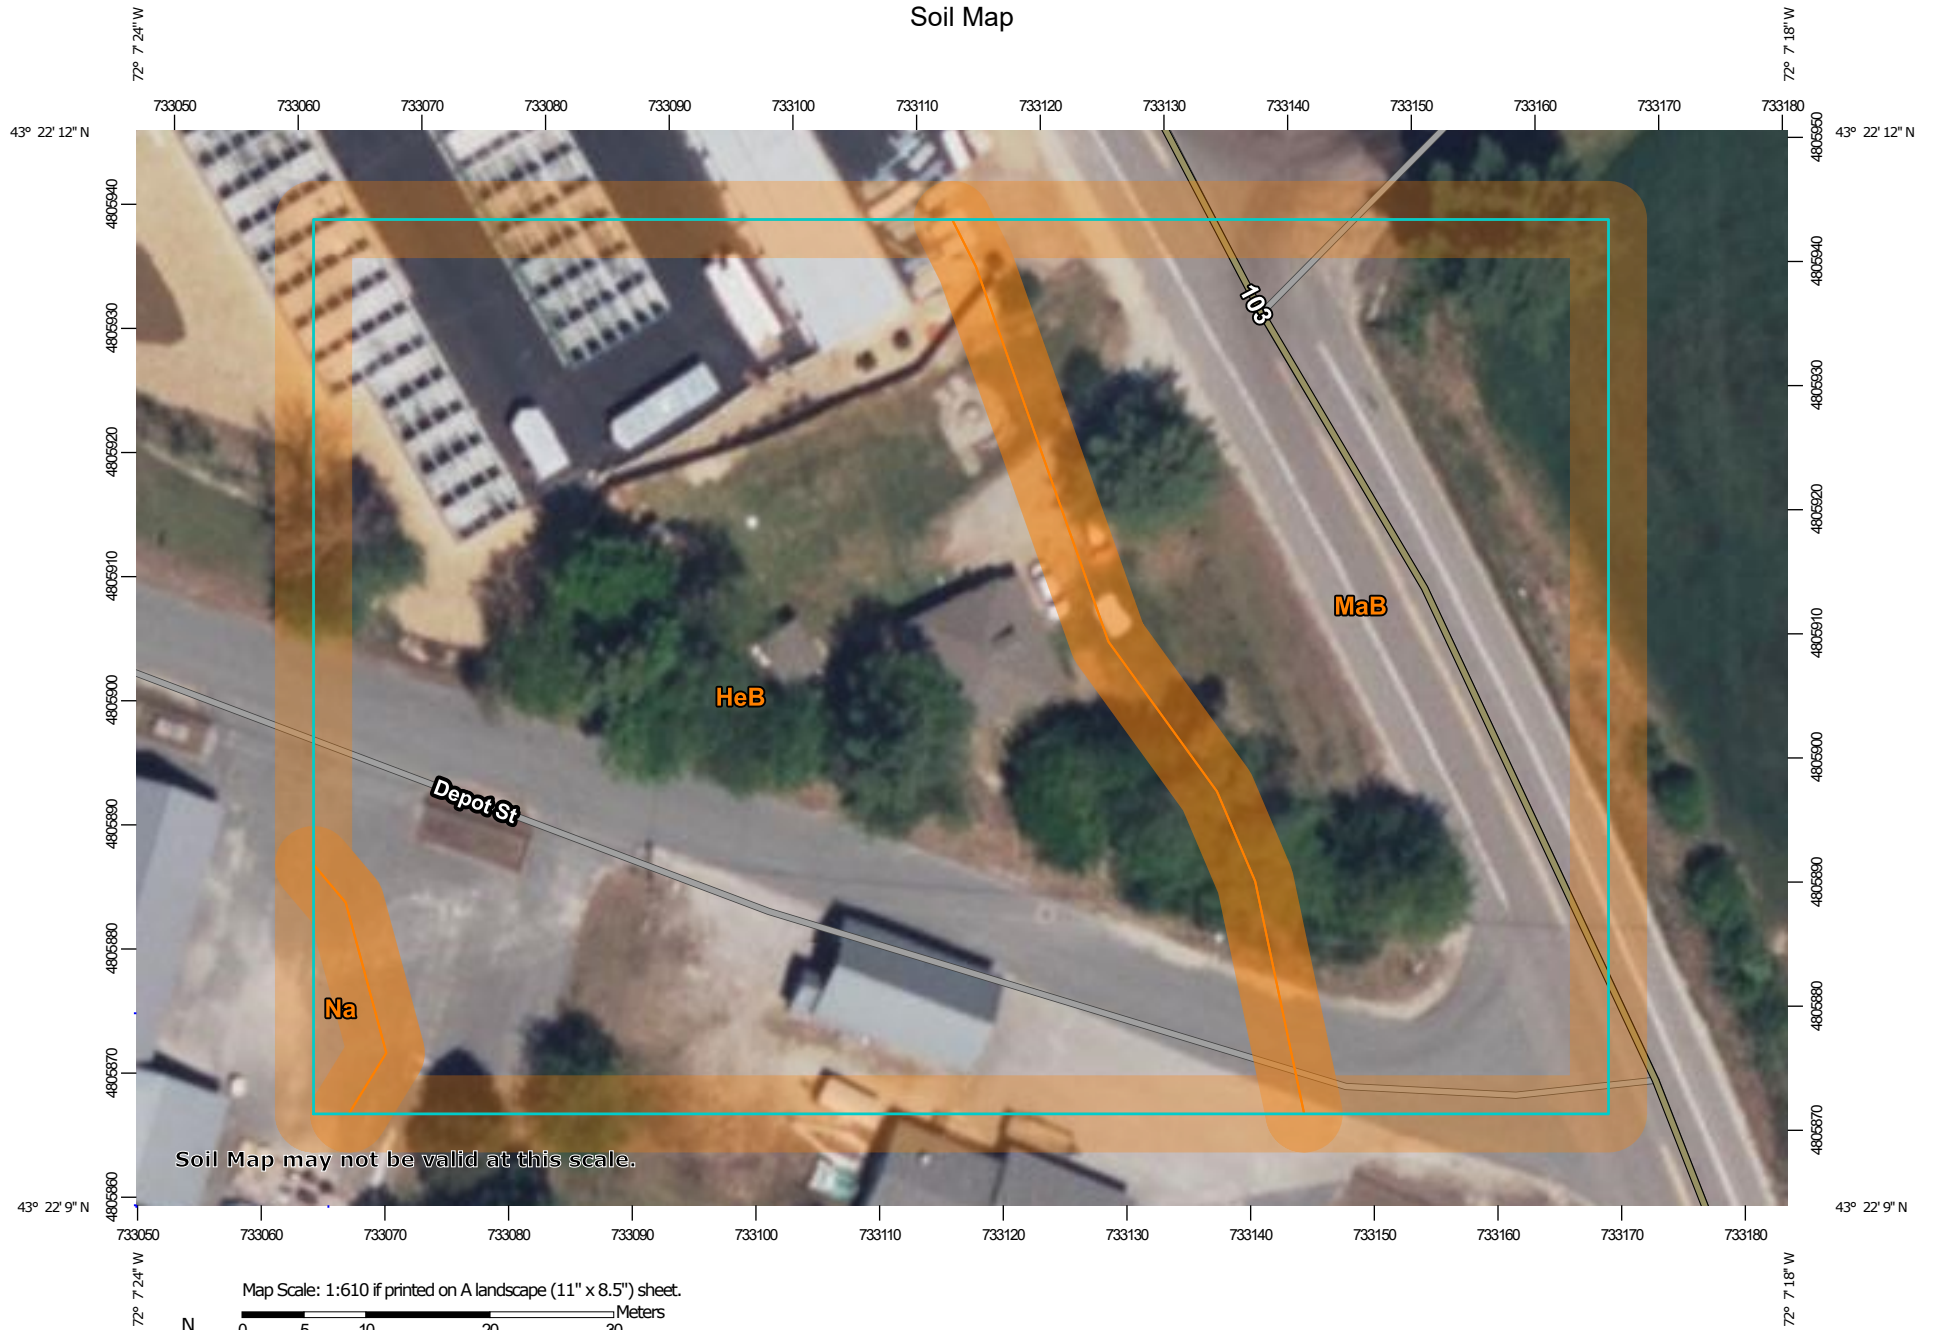 Soil Map
72° 7' 24'' W
72° 7' 18'' W
733050 733060 733070 733080 733090 733100 733110 733120 733130 733140 733150 733160 733170 733180
43° 22' 12'' N
43° 22' 12'' N
4805950
4805940
4805940
4805930
4805930
4805920
4805920
4805910
4805910
4805900
4805900
4805890
4805890
4805880
4805880
4805870
4805870
4805860
103
MaB
HeB
Depot St
Na
Soil Map may not be valid at this scale.
43° 22' 9'' N
43° 22' 9'' N
733050 733060 733070 733080 733090 733100 733110 733120 733130 733140 733150 733160 733170 733180
72° 7' 24'' W
72° 7' 18'' W
Map Scale: 1:610 if printed on A landscape (11" x 8.5") sheet.
Meters
N 0 5 10 20 30